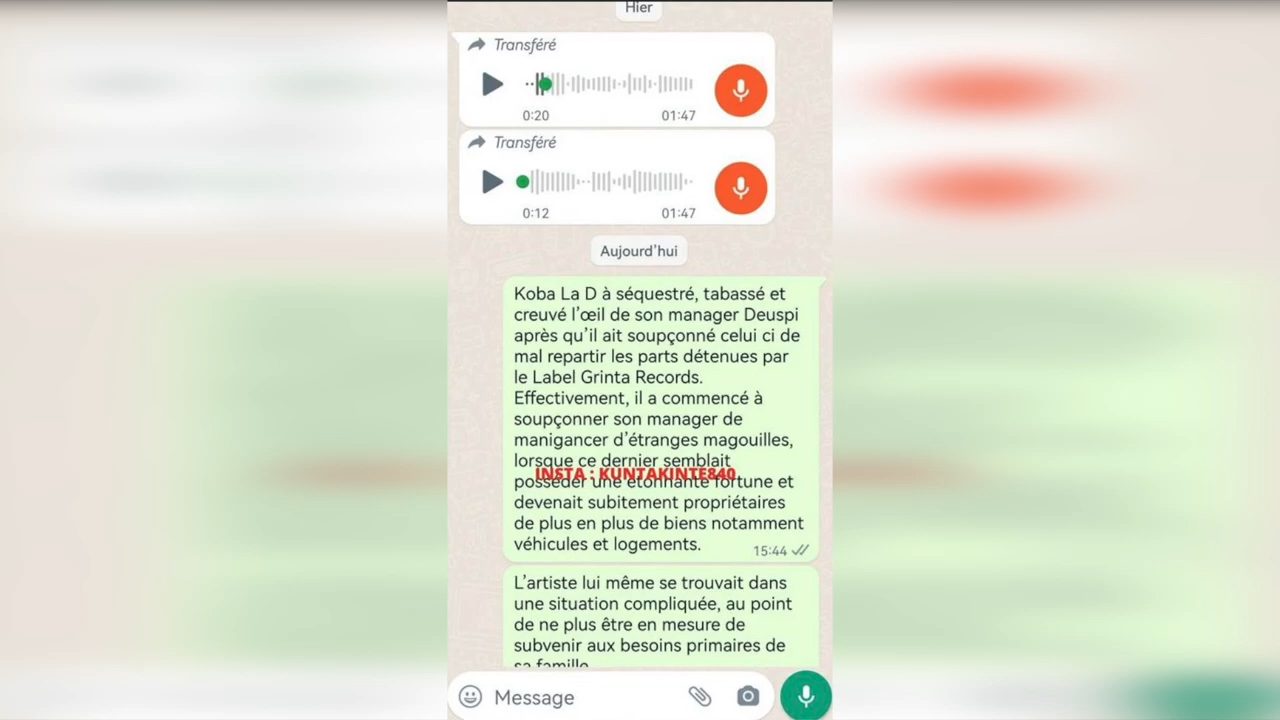 Hier
Transféré
0:20 01:47
Transféré
0:12 01:47
Aujourd'hui
Koba La D à séquestré, tabassé et
creuvé l'œil de son manager Deuspi
après qu'il ait soupçonné celui ci de
mal repartir les parts détenues par
le Label Grinta Records.
Effectivement, il a commencé à
soupçonner son manager de
manigancer d'étranges magouilles,
lorsque ce dernier semblait
INSTA : KUNTAKINTE840
posséder une étonnante fortune et
devenait subitement propriétaires
de plus en plus de biens notamment
véhicules et logements.
15:44
L'artiste lui même se trouvait dans
une situation compliquée, au point
de ne plus être en mesure de
subvenir aux besoins primaires de
sa famille
Message